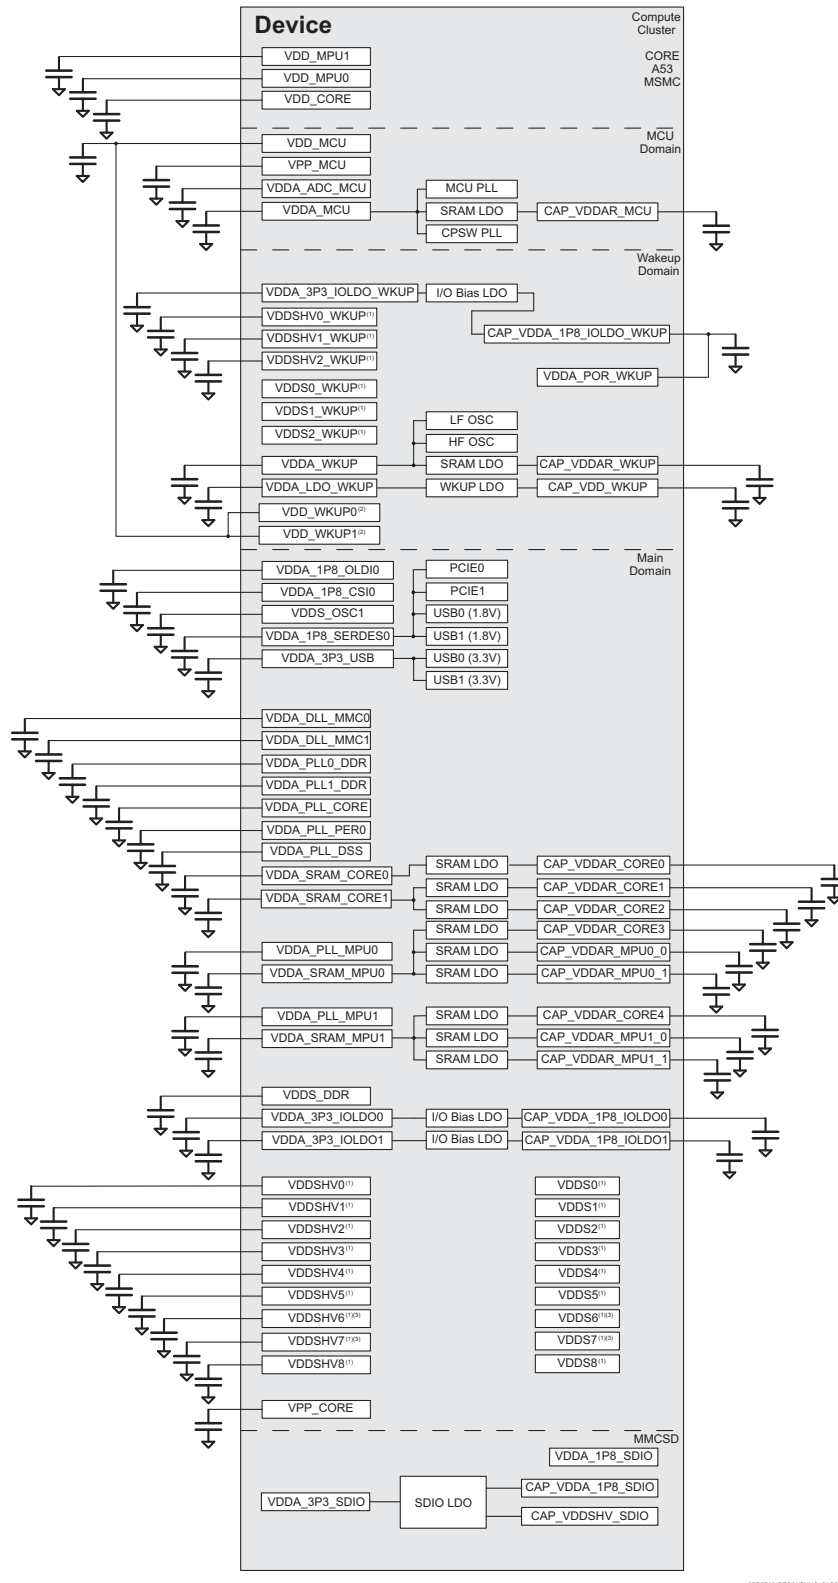 Device
Compute
Cluster
CORE
A53
MSMC
VDD_MPU1
VDD_MPU0
VDD_CORE
MCU
Domain
VDD_MCU
VPP_MCU
VDDA_ADC_MCU
MCU PLL
VDDA_MCU
SRAM LDO
CAP_VDDAR_MCU
CPSW PLL
Wakeup
Domain
VDDA_3P3_IOLDO_WKUP
I/O Bias LDO
VDDSHV0_WKUP(1)
VDDSHV1_WKUP(1)
CAP_VDDA_1P8_IOLDO_WKUP
VDDSHV2_WKUP(1)
VDDA_POR_WKUP
VDDS0_WKUP(1)
VDDS1_WKUP(1)
LF OSC
VDDS2_WKUP(1)
HF OSC
VDDA_WKUP
SRAM LDO
CAP_VDDAR_WKUP
VDDA_LDO_WKUP
WKUP LDO
CAP_VDD_WKUP
VDD_WKUP0(2)
VDD_WKUP1(2)
Main
Domain
VDDA_1P8_OLDI0
PCIE0
VDDA_1P8_CSI0
PCIE1
VDDS_OSC1
USB0 (1.8V)
VDDA_1P8_SERDES0
USB1 (1.8V)
VDDA_3P3_USB
USB0 (3.3V)
USB1 (3.3V)
VDDA_DLL_MMC0
VDDA_DLL_MMC1
VDDA_PLL0_DDR
VDDA_PLL1_DDR
VDDA_PLL_CORE
VDDA_PLL_PER0
VDDA_PLL_DSS
VDDA_SRAM_CORE0
SRAM LDO
CAP_VDDAR_CORE0
SRAM LDO
CAP_VDDAR_CORE1
VDDA_SRAM_CORE1
SRAM LDO
CAP_VDDAR_CORE2
SRAM LDO
CAP_VDDAR_CORE3
VDDA_PLL_MPU0
SRAM LDO
CAP_VDDAR_MPU0_0
VDDA_SRAM_MPU0
SRAM LDO
CAP_VDDAR_MPU0_1
VDDA_PLL_MPU1
SRAM LDO
CAP_VDDAR_CORE4
VDDA_SRAM_MPU1
SRAM LDO
CAP_VDDAR_MPU1_0
SRAM LDO
CAP_VDDAR_MPU1_1
VDDS_DDR
VDDA_3P3_IOLDO0
I/O Bias LDO
CAP_VDDA_1P8_IOLDO0
VDDA_3P3_IOLDO1
I/O Bias LDO
CAP_VDDA_1P8_IOLDO1
VDDSHV0(1)
VDDS0(1)
VDDSHV1(1)
VDDS1(1)
VDDSHV2(1)
VDDS2(1)
VDDSHV3(1)
VDDS3(1)
VDDSHV4(1)
VDDS4(1)
VDDSHV5(1)
VDDS5(1)
VDDSHV6(1)(3)
VDDS6(1)(3)
VDDSHV7(1)(3)
VDDS7(1)(3)
VDDSHV8(1)
VDDS8(1)
VPP_CORE
MMCSD
VDDA_1P8_SDIO
CAP_VDDA_1P8_SDIO
VDDA_3P3_SDIO
SDIO LDO
CAP_VDDSHV_SDIO